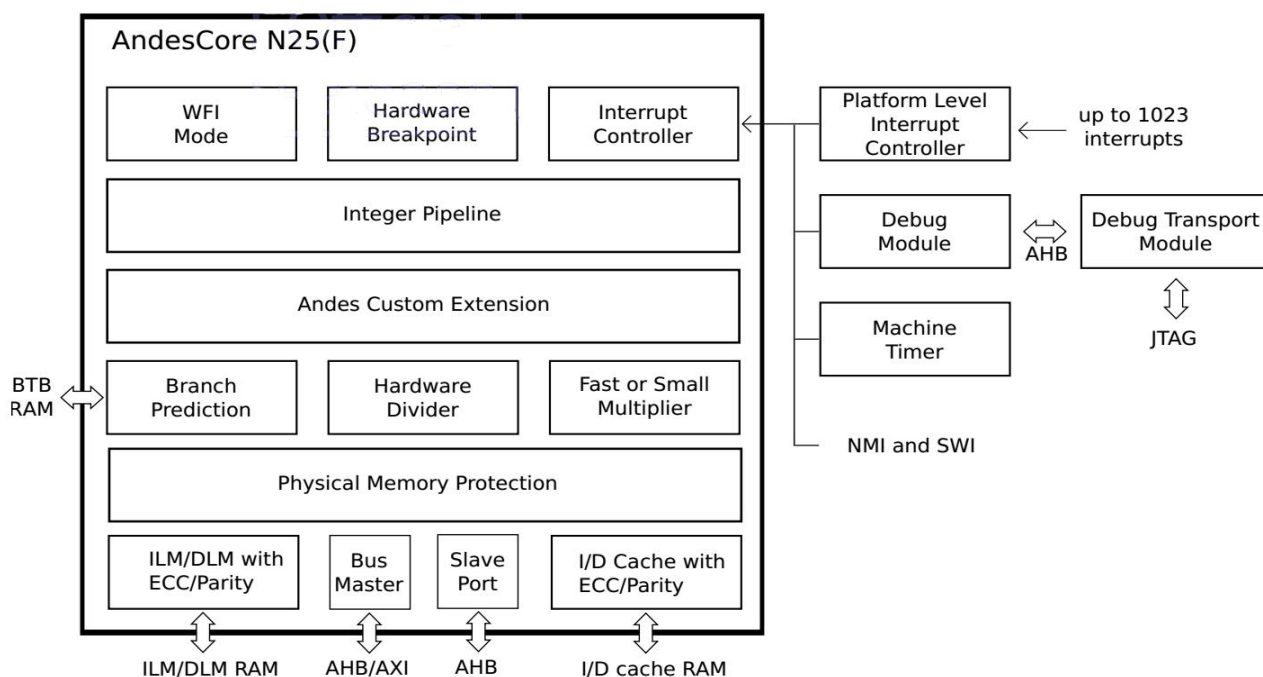 AndesCore N25(F)
WFI
Mode
Hardware
Breakpoint
Interrupt
Controller
Platform Level
Interrupt
Controller
up to 1023
interrupts
Integer Pipeline
Debug
Module
AHB
Debug Transport
Module
Andes Custom Extension
Machine
Timer
JTAG
BTB
RAM
Branch
Prediction
Hardware
Divider
Fast or Small
Multiplier
NMI and SWI
Physical Memory Protection
ILM/DLM with
ECC/Parity
Bus
Master
Slave
Port
I/D Cache with
ECC/Parity
ILM/DLM RAM
AHB/AXI
AHB
I/D cache RAM